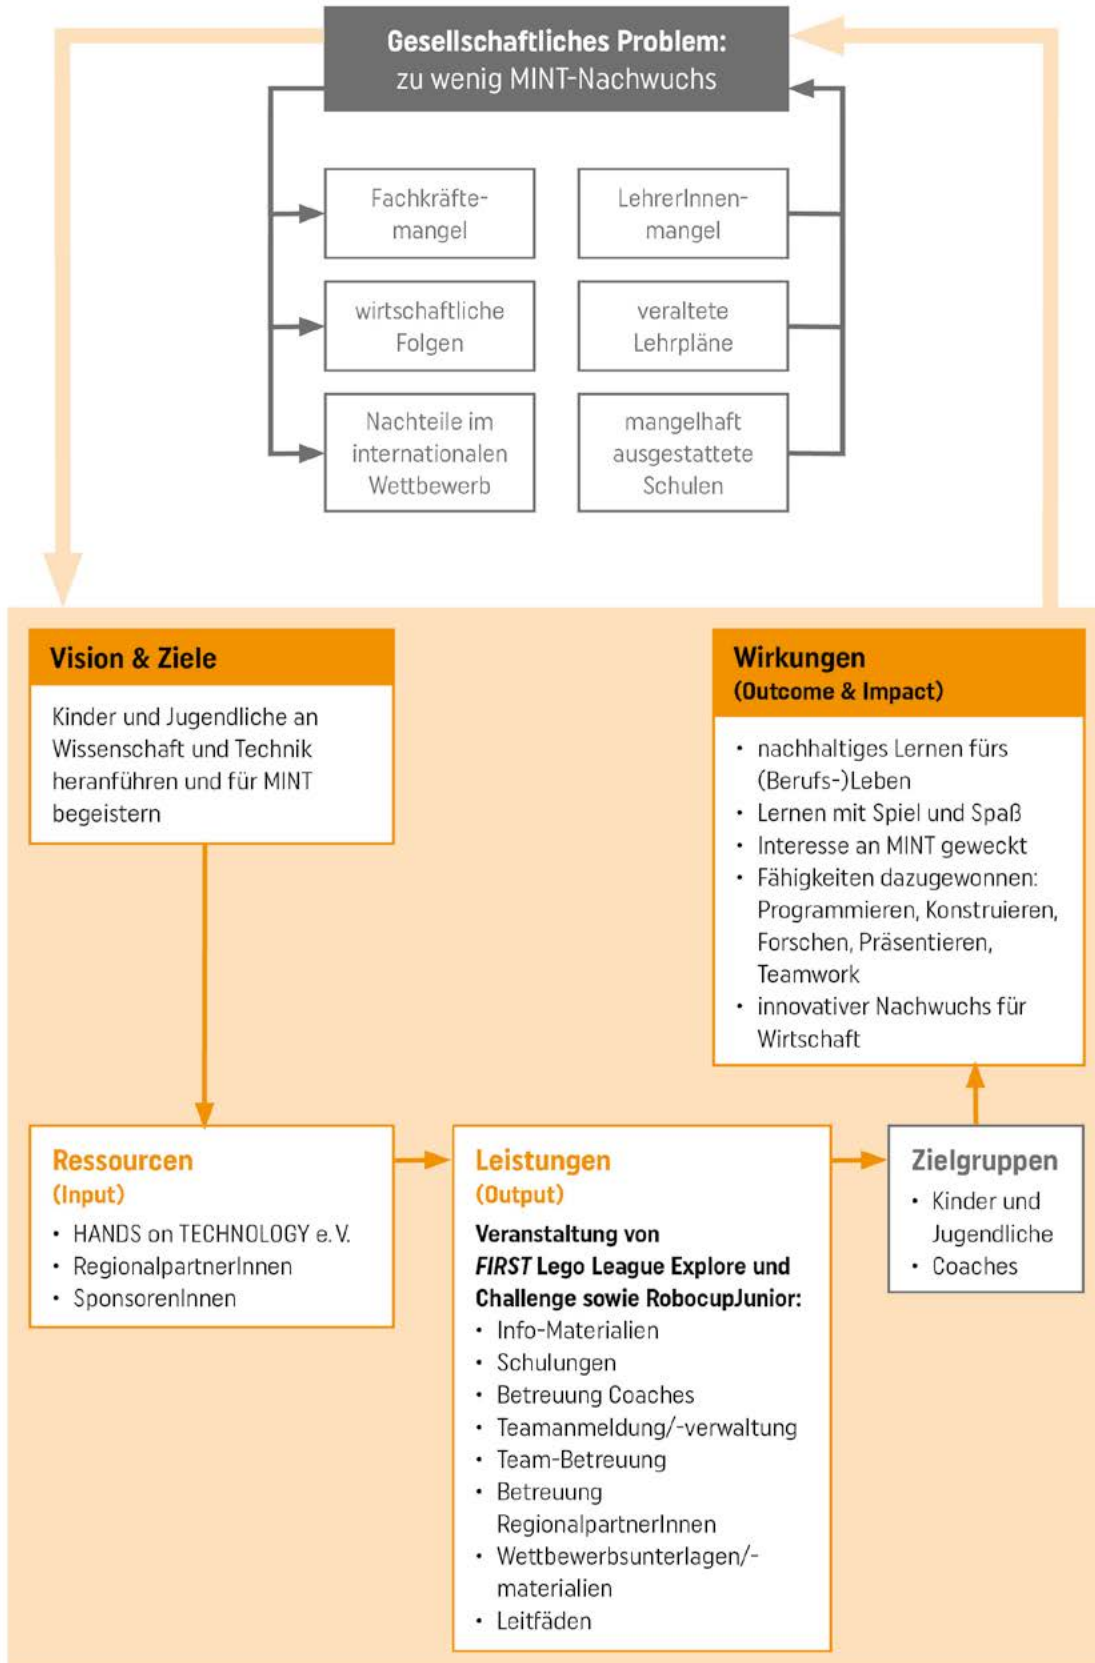 Gesellschaftliches Problem:
zu wenig MINT-Nachwuchs
Fachkräfte-
mangel
LehrerInnen-
mangel
wirtschaftliche
Folgen
veraltete
Lehrpläne
Nachteile im
internationalen
Wettbewerb
mangelhaft
ausgestattete
Schulen
Vision & Ziele
Kinder und Jugendliche an
Wissenschaft und Technik
heranführen und für MINT
begeistern
Wirkungen
(Outcome & Impact)
• nachhaltiges Lernen fürs
(Berufs-)Leben
• Lernen mit Spiel und Spaß
• Interesse an MINT geweckt
• Fähigkeiten dazugewonnen:
Programmieren, Konstruieren,
Forschen, Präsentieren,
Teamwork
• innovativer Nachwuchs für
Wirtschaft
Ressourcen
(Input)
• HANDS on TECHNOLOGY e. V.
• RegionalpartnerInnen
• SponsorenInnen
Leistungen
(Output)
Veranstaltung von
FIRST Lego League Explore und
Challenge sowie RobocupJunior:
• Info-Materialien
• Schulungen
• Betreuung Coaches
• Teamanmeldung/-verwaltung
• Team-Betreuung
• Betreuung
RegionalpartnerInnen
• Wettbewerbsunterlagen/-
materialien
• Leitfäden
Zielgruppen
• Kinder und
Jugendliche
• Coaches